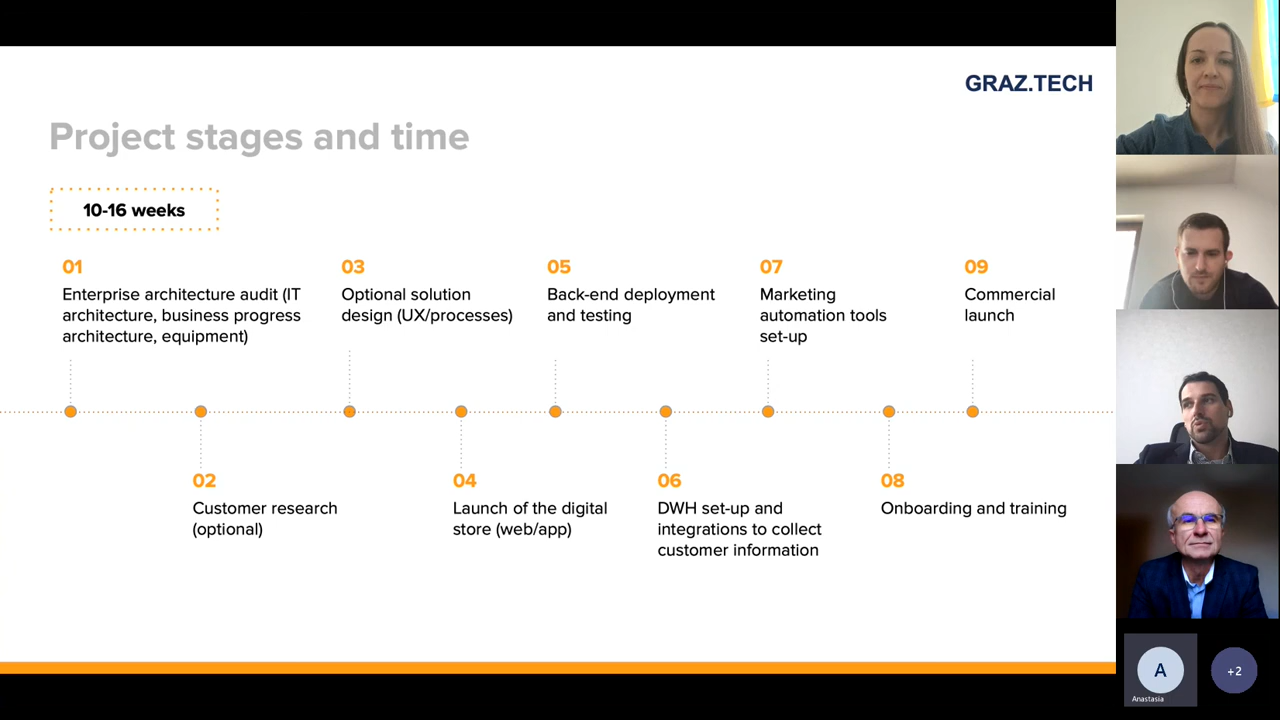 GRAZ.TECH
Project stages and time
10-16 weeks
01
Enterprise architecture audit (IT
architecture, business progress
architecture, equipment)
03
Optional solution
design (UX/processes)
05
Back-end deployment
and testing
07
Marketing
automation tools
set-up
09
Commercial
launch
02
Customer research
(optional)
04
Launch of the digital
store (web/app)
06
DWH set-up and
integrations to collect
customer information
08
Onboarding and training
A
Anastasia
+2